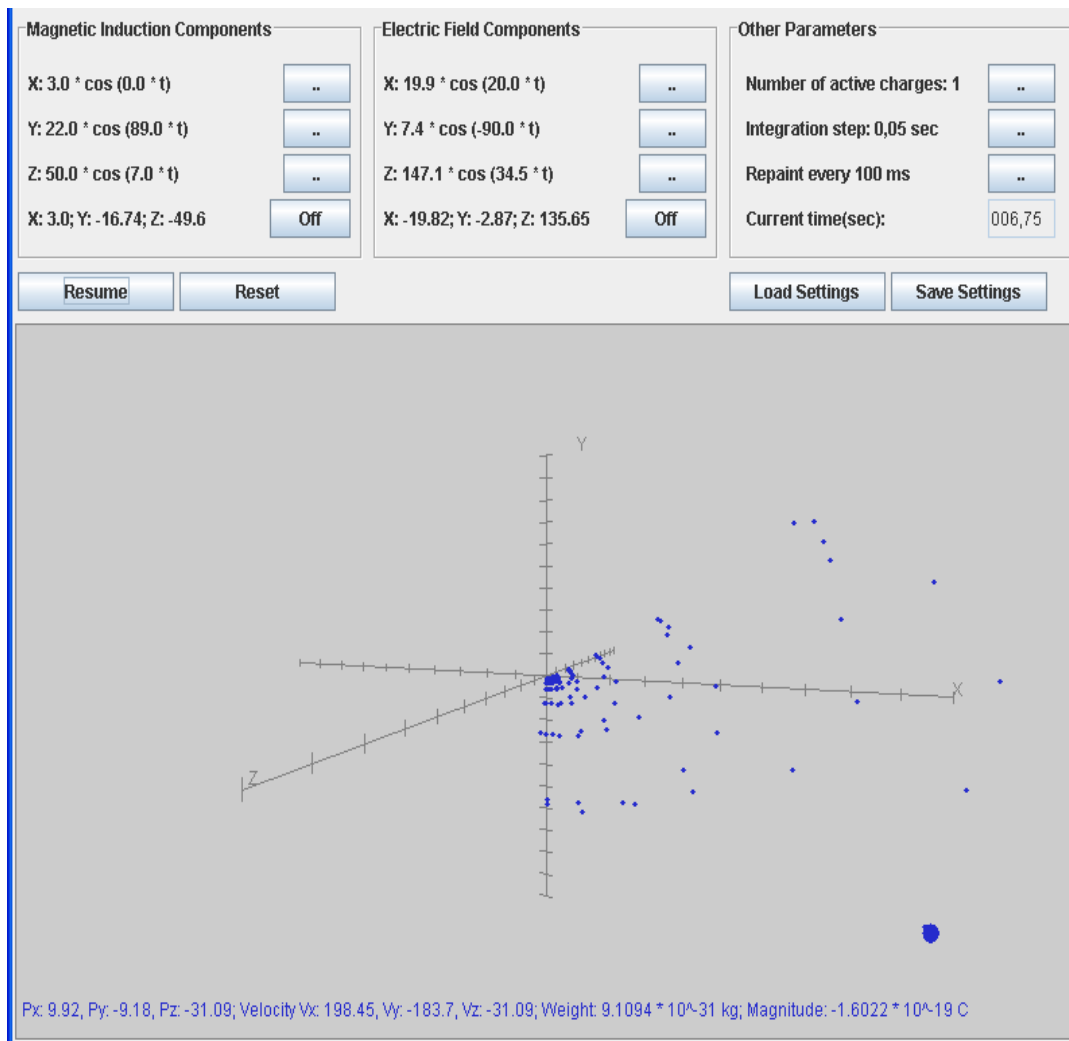 Magnetic Induction Components
X: 3.0 * cos (0.0 * t) ..
Y: 22.0 * cos (89.0 * t) ..
Z: 50.0 * cos (7.0 * t) ..
X: 3.0; Y: -16.74; Z: -49.6 Off
Electric Field Components
X: 19.9 * cos (20.0 * t) ..
Y: 7.4 * cos (-90.0 * t) ..
Z: 147.1 * cos (34.5 * t) ..
X: -19.82; Y: -2.87; Z: 135.65 Off
Other Parameters
Number of active charges: 1 ..
Integration step: 0,05 sec ..
Repaint every 100 ms ..
Current time(sec): 006,75
Resume Reset Load Settings Save Settings
Y
X
Z
Px: 9.92, Py: -9.18, Pz: -31.09; Velocity Vx: 198.45, Vy: -183.7, Vz: -31.09; Weight: 9.1094 * 10^-31 kg; Magnitude: -1.6022 * 10^-19 C